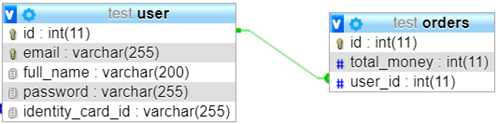 test user
id : int(11)
email : varchar(255)
full_name : varchar(200)
password : varchar(255)
identity_card_id : varchar(255)
test orders
id : int(11)
# total_money : int(11)
# user_id : int(11)